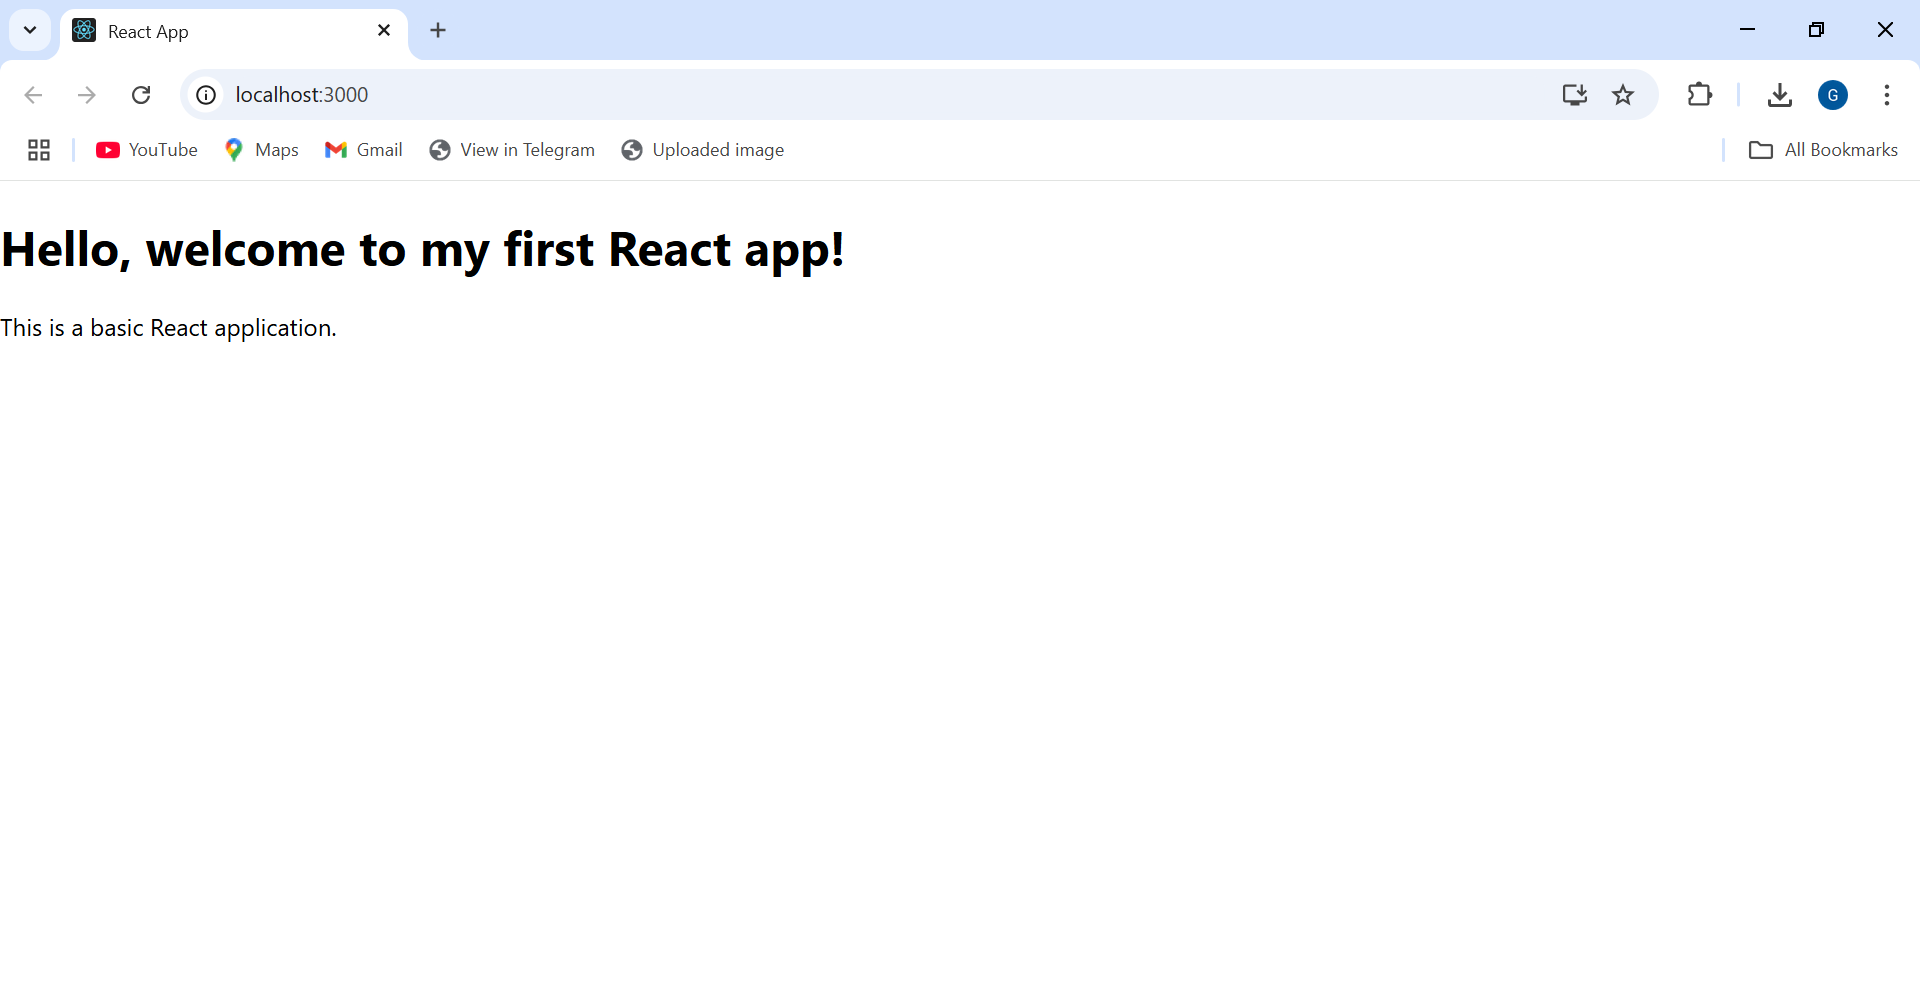 React App
localhost:3000
G
YouTube Maps Gmail View in Telegram Uploaded image All Bookmarks
Hello, welcome to my first React app!
This is a basic React application.